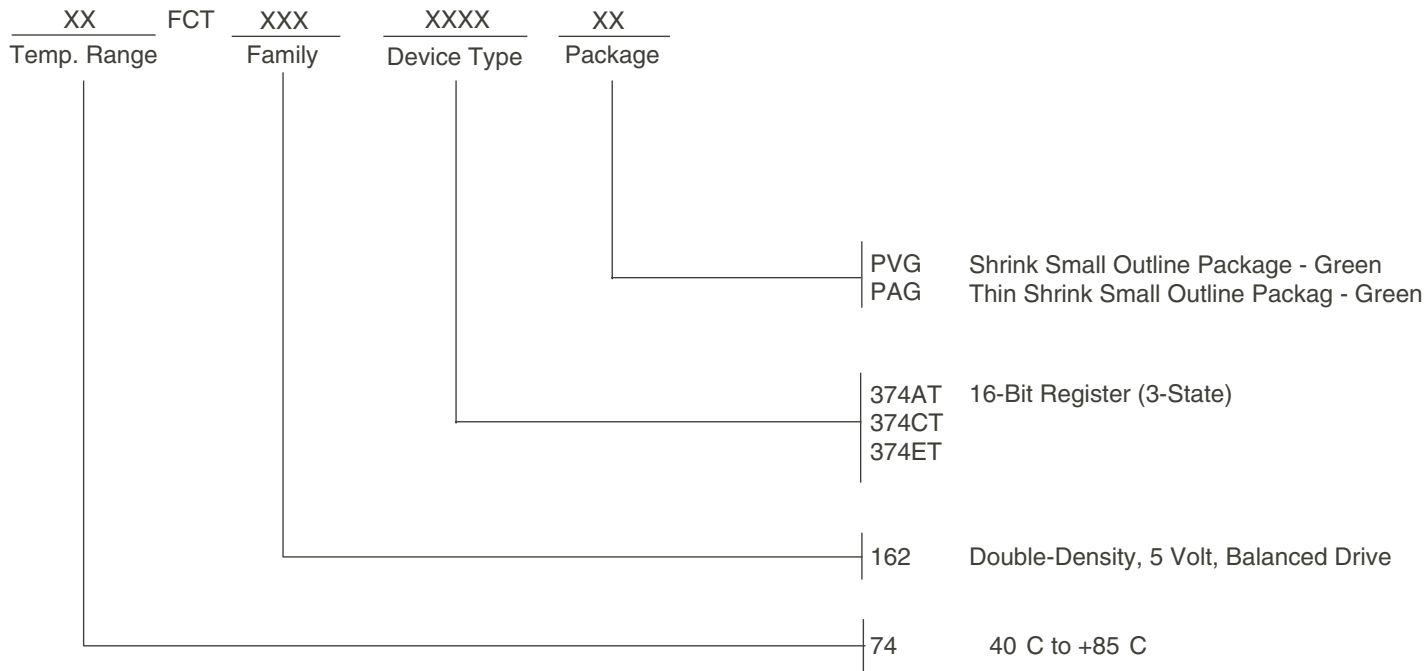 XX FCT XXX XXXX XX
Temp. Range Family Device Type Package
PVG Shrink Small Outline Package - Green
PAG Thin Shrink Small Outline Packag - Green
374AT 16-Bit Register (3-State)
374CT
374ET
162 Double-Density, 5 Volt, Balanced Drive
74 40 C to +85 C